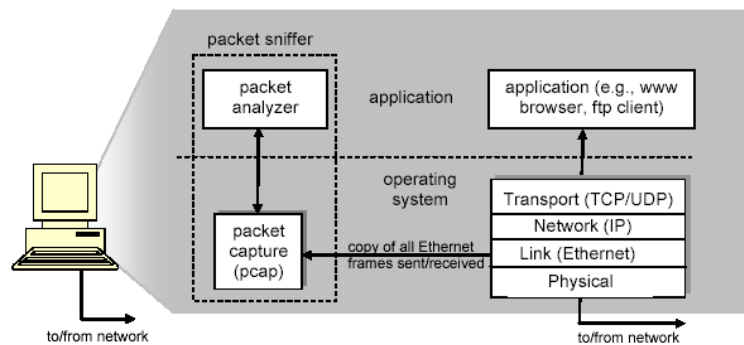 packet sniffer
packet
analyzer
application
application (e.g., www
browser, ftp client)
operating
system
packet
capture
(pcap)
copy of all Ethernet
frames sent/received
Transport (TCP/UDP)
Network (IP)
Link (Ethernet)
Physical
to/from network
to/from network